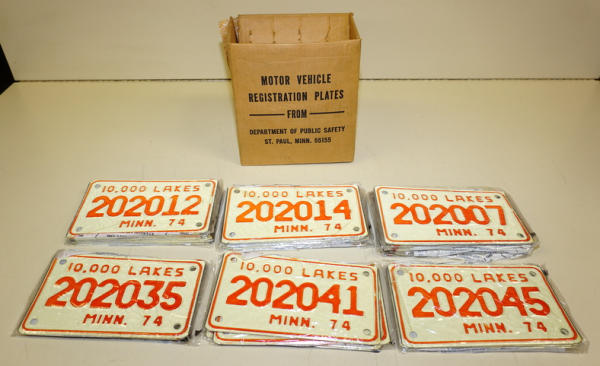 MOTOR VEHICLE
REGISTRATION PLATES
FROM
DEPARTMENT OF PUBLIC SAFETY
ST. PAUL, MINN. 55155
10,000 LAKES
202012
MINN. 74
10,000 LAKES
202014
MINN. 74
10,000 LAKES
202007
MINN. 74
10,000 LAKES
202035
MINN. 74
10,000 LAKES
202041
MINN. 74
10,000 LAKES
202045
MINN. 74